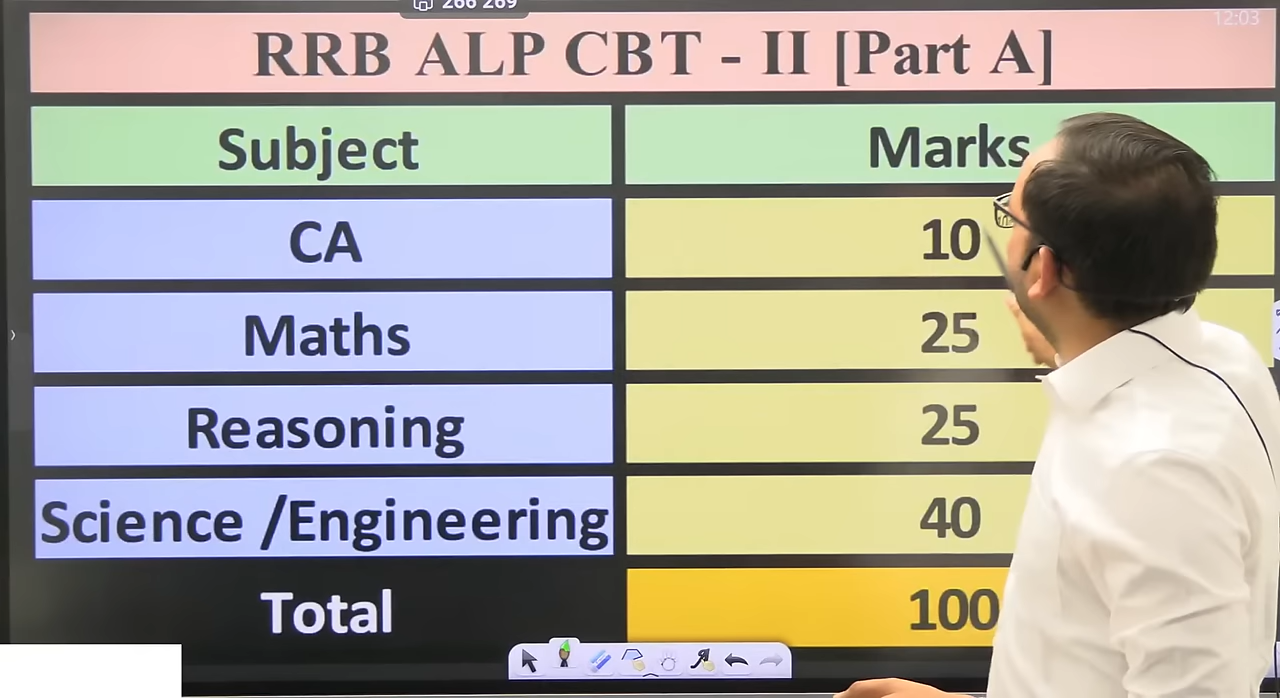 266 269
12:03
RRB ALP CBT - II [Part A]
Subject Marks
CA 10
Maths 25
Reasoning 25
Science /Engineering 40
Total 100